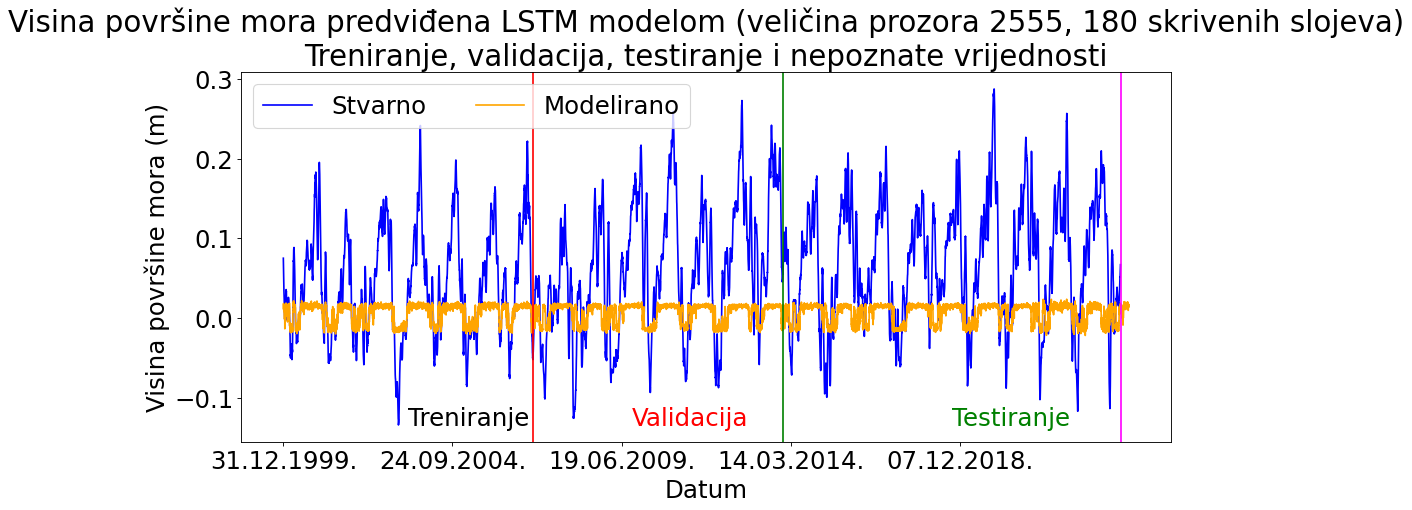 Visina površine mora predviđena LSTM modelom (veličina prozora 2555, 180 skrivenih slojeva)
Treniranje, validacija, testiranje i nepoznate vrijednosti
Stvarno Modelirano
Visina površine mora (m)
0.3
0.2
0.1
0.0
−0.1
Treniranje Validacija Testiranje
31.12.1999. 24.09.2004. 19.06.2009. 14.03.2014. 07.12.2018.
Datum